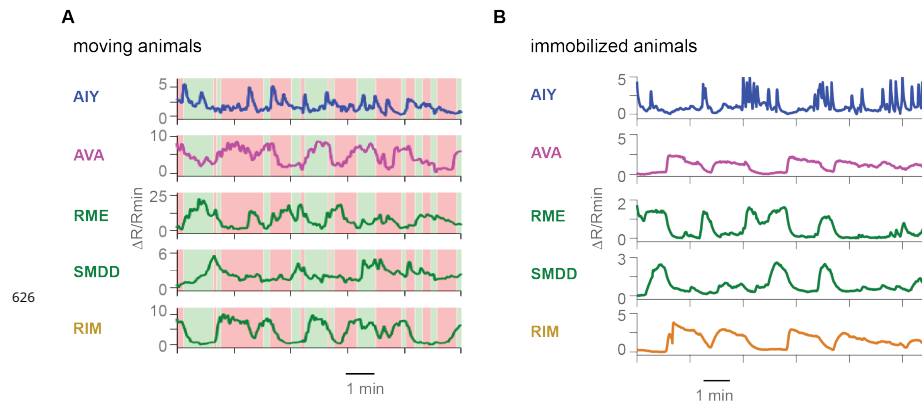 A
moving animals
AIY
5
0
AVA
10
0
RME
25
0
SMDD
6
0
RIM
10
0
ΔR/Rmin
1 min
626
B
immobilized animals
AIY
5
0
AVA
5
0
RME
2
0
SMDD
3
0
RIM
5
0
ΔR/Rmin
1 min